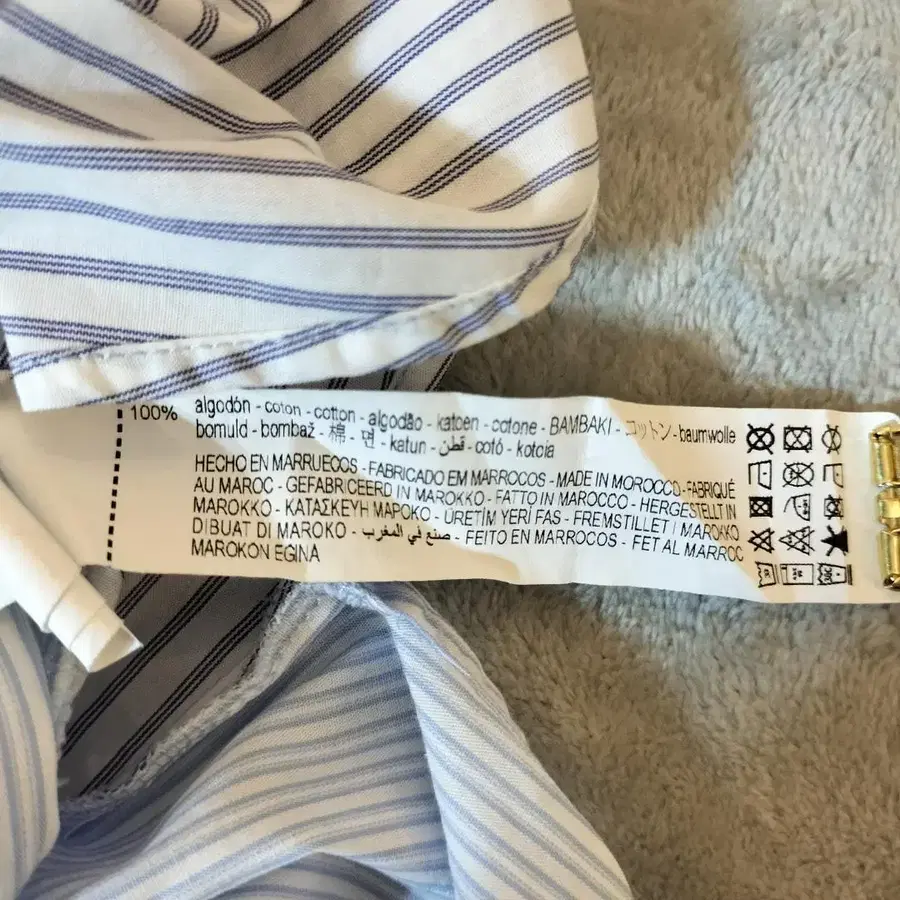 100% algodón - coton - cotton - algodão - katoen - cotone - BAMBAKI - コットン - baumwolle
bomuld - bombaž - 棉 - 면 - katun - قطن - cotó - kotoia
HECHO EN MARRUECOS - FABRICADO EM MARROCOS - MADE IN MOROCCO - FABRIQUÉ
AU MAROC - GEFABRICEERD IN MAROKKO - FATTO IN MAROCCO - HERGESTELLT IN
MAROKKO - ΚΑΤΑΣΚΕΥΗ ΜΑΡΟΚΟ - ÜRETİM YERİ FAS - FREMSTILLET I MAROKKO
DIBUAT DI MAROKO - صنع في المغرب - FEITO EN MARROCOS - FET AL MARROC
MAROKON EGINA